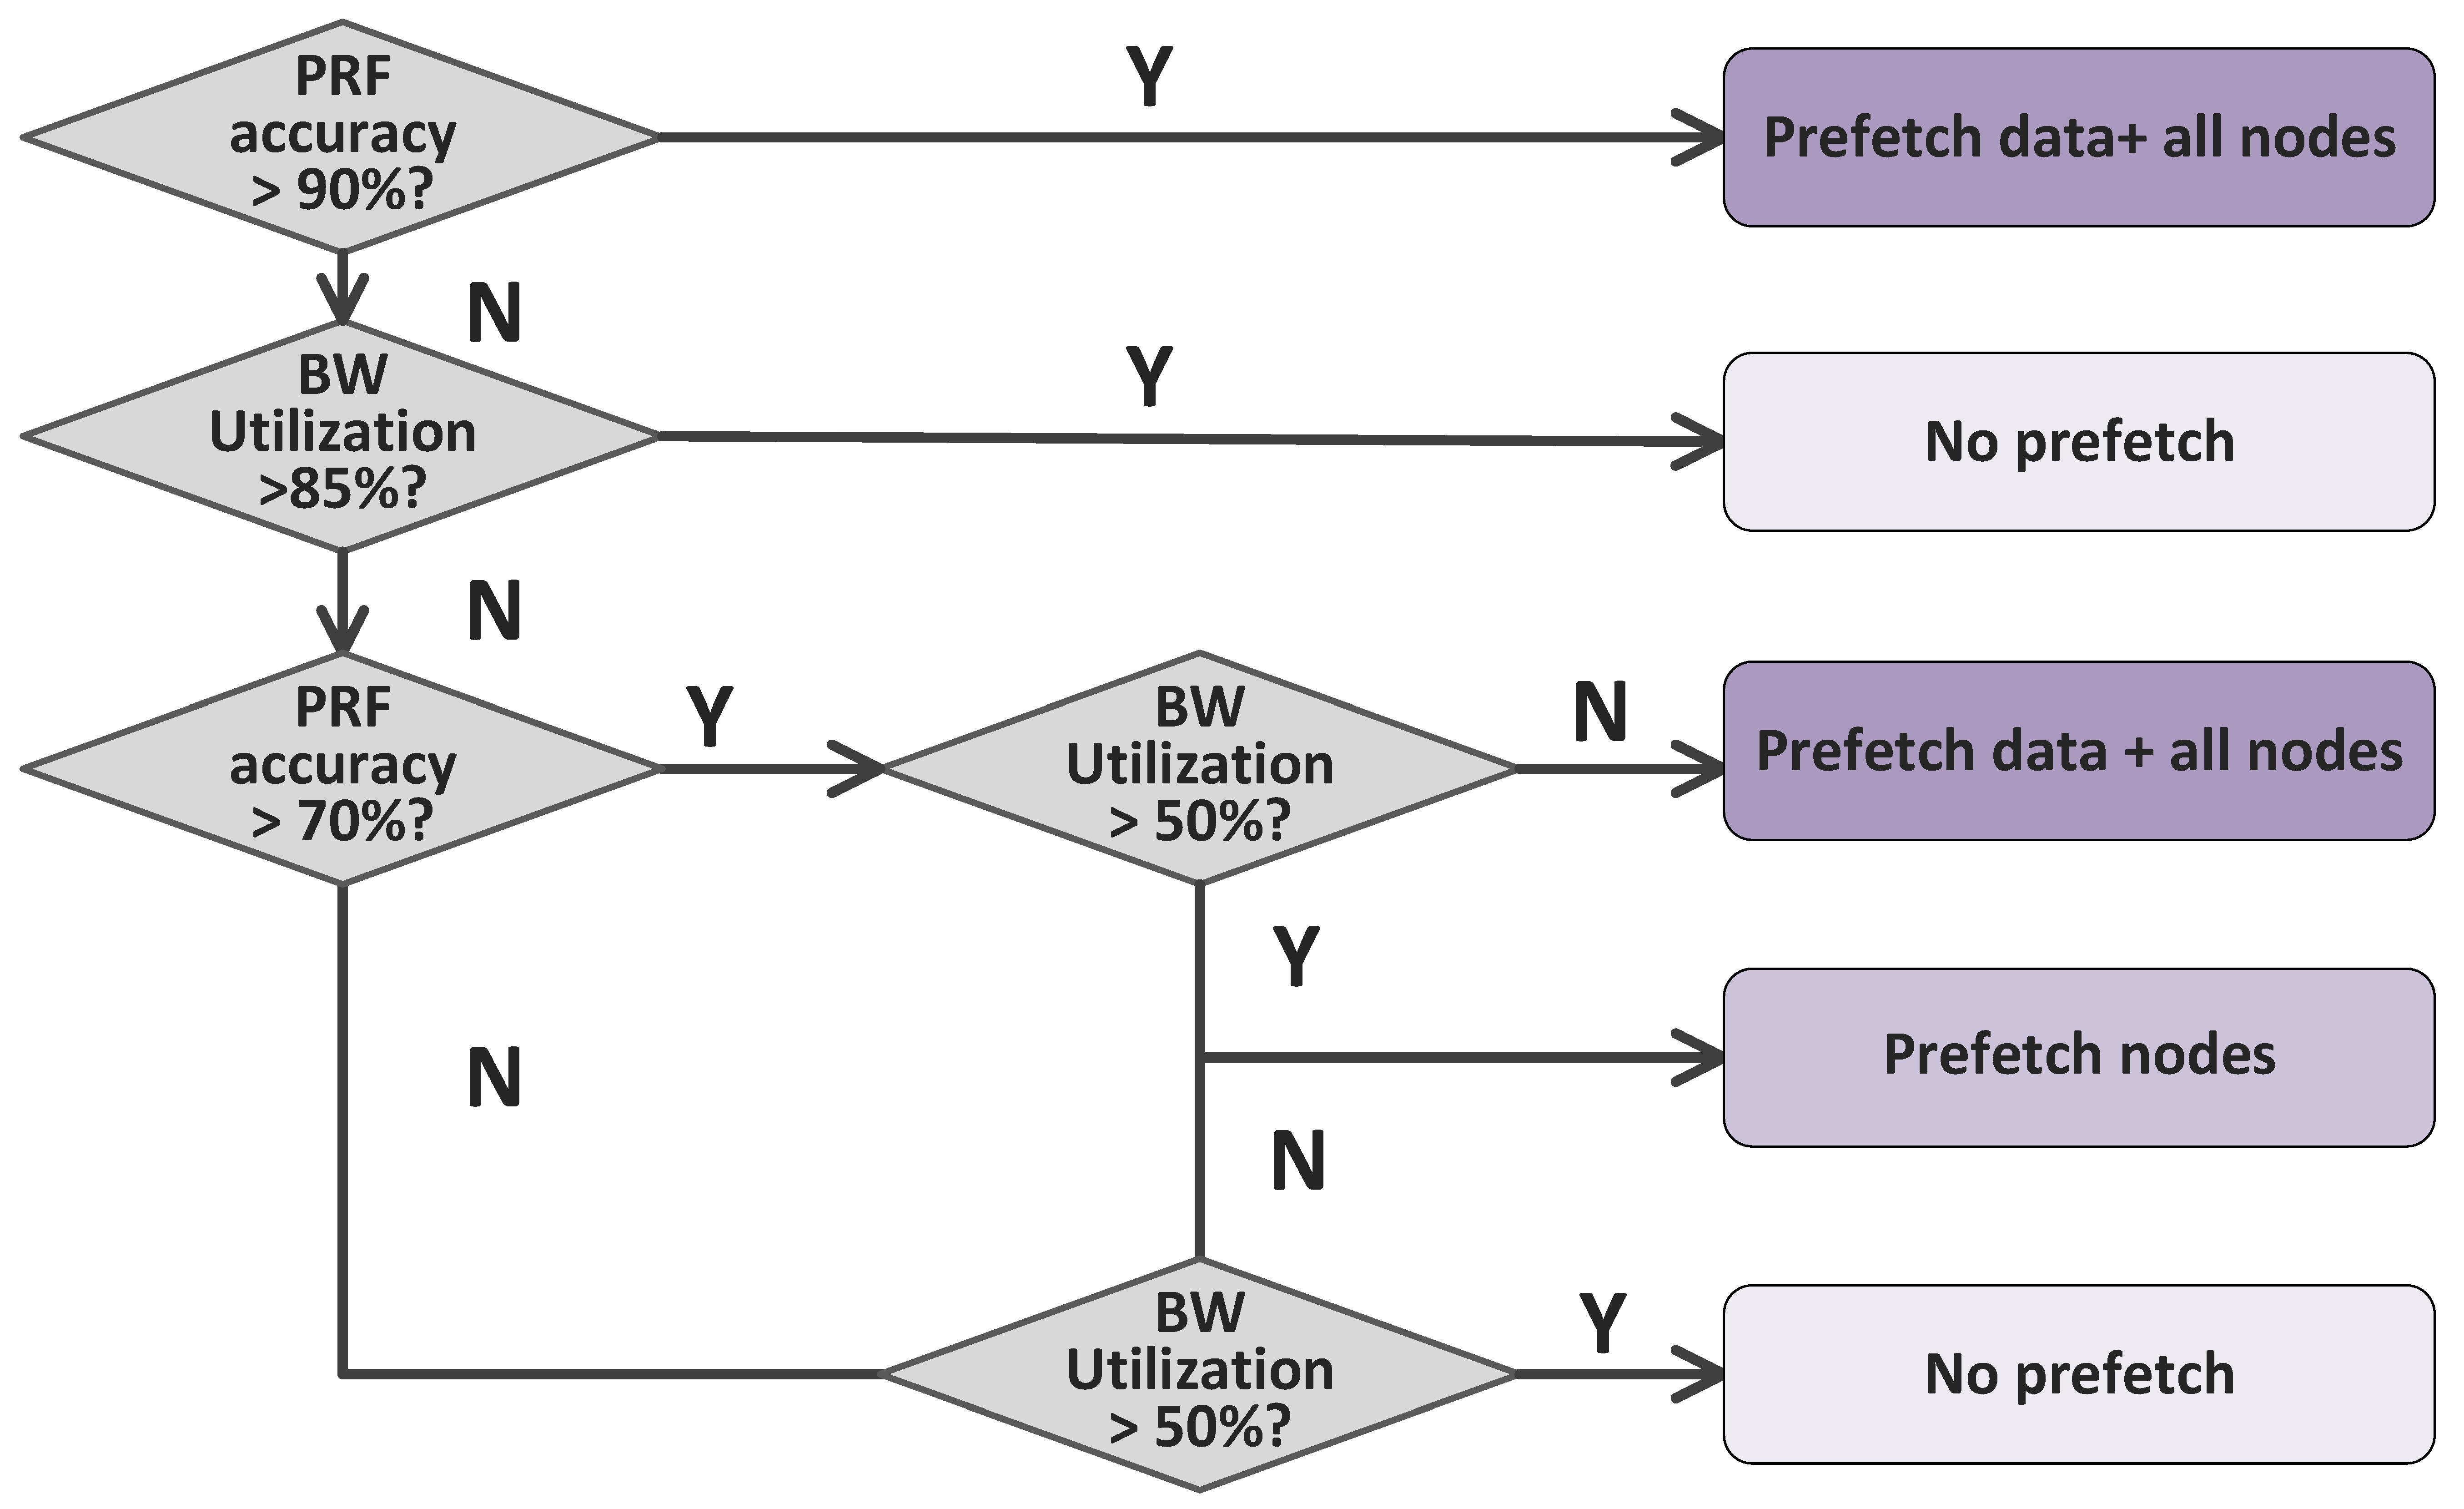 PRF
accuracy
> 90%?
Y
Prefetch data+ all nodes
N
BW
Utilization
>85%?
Y
No prefetch
N
PRF
accuracy
> 70%?
Y
BW
Utilization
> 50%?
N
Prefetch data + all nodes
Y
Prefetch nodes
N
N
BW
Utilization
> 50%?
Y
No prefetch